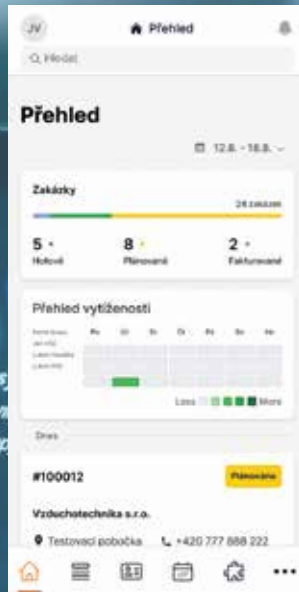 JV
Přehled
Hledat
Přehled
12.8. - 18.8.
Zakázky
24 zakázek
5
8
2
Hotové
Plánované
Fakturované
Přehled vytíženosti
Po Út St Čt Pá So Ne
Less
More
Dnes
#100012
Plánováno
Vzduchotechnika s.r.o.
Testovací pobočka
+420 777 888 222